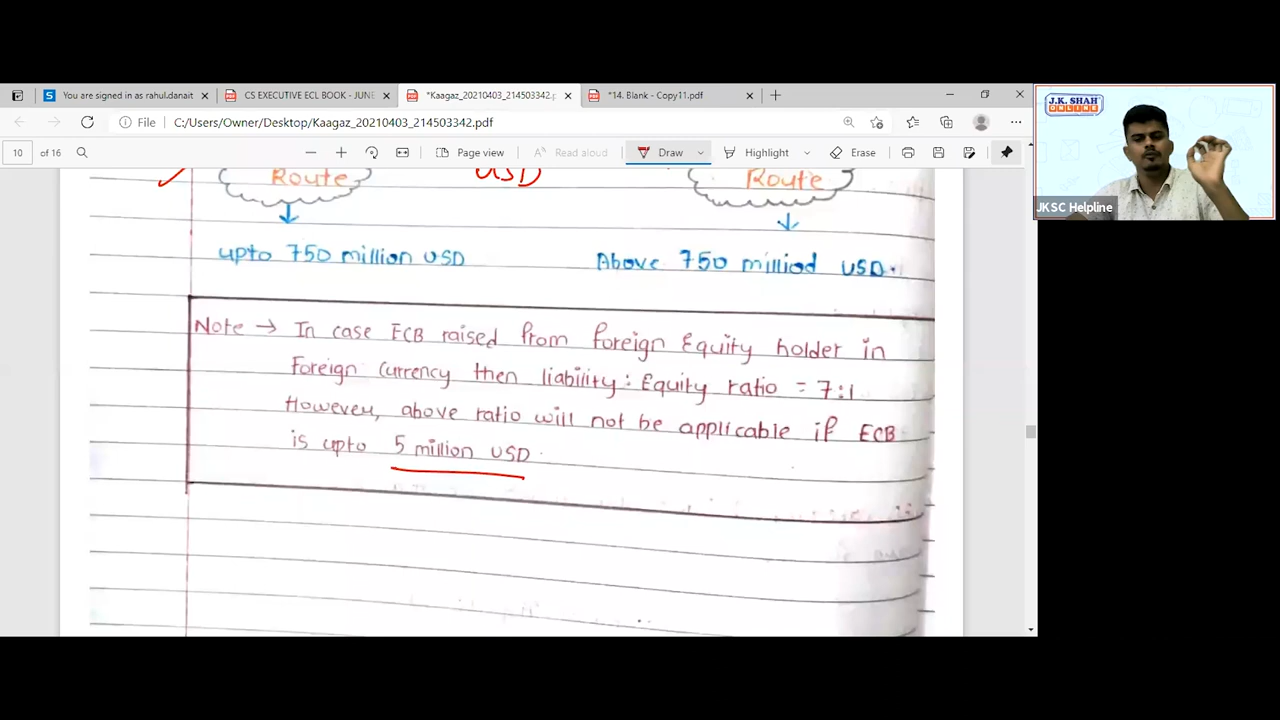 You are signed in as rahul.danait
CS EXECUTIVE ECL BOOK - JUNE
*Kaagaz_20210403_214503342.p
*14. Blank - Copy11.pdf
File C:/Users/Owner/Desktop/Kaagaz_20210403_214503342.pdf
10 of 16
Page view
Read aloud
Draw
Highlight
Erase
J.K. SHAH
ONLINE
JKSC Helpline
Route USD Route
upto 750 million USD Above 750 milliod USD.
Note → In case ECB raised from foreign Equity holder in
Foreign Currency then liability : Equity ratio = 7:1
However, above ratio will not be applicable if ECB
is upto 5 million USD.